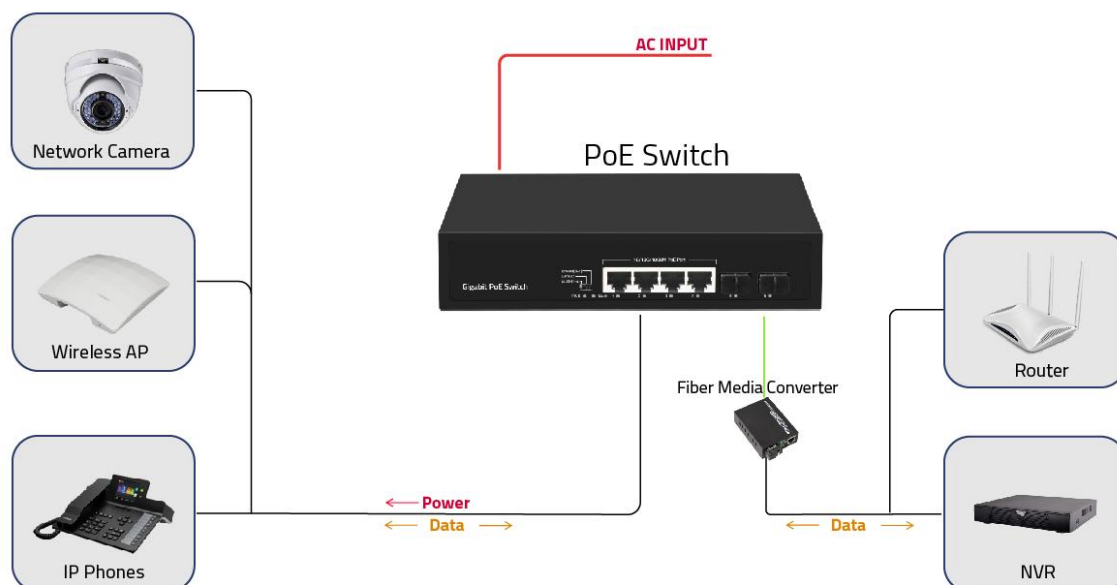 AC INPUT
PoE Switch
Network Camera
Gigabit PoE Switch
Wireless AP
Router
Fiber Media Converter
Power
Data
Data
IP Phones
NVR